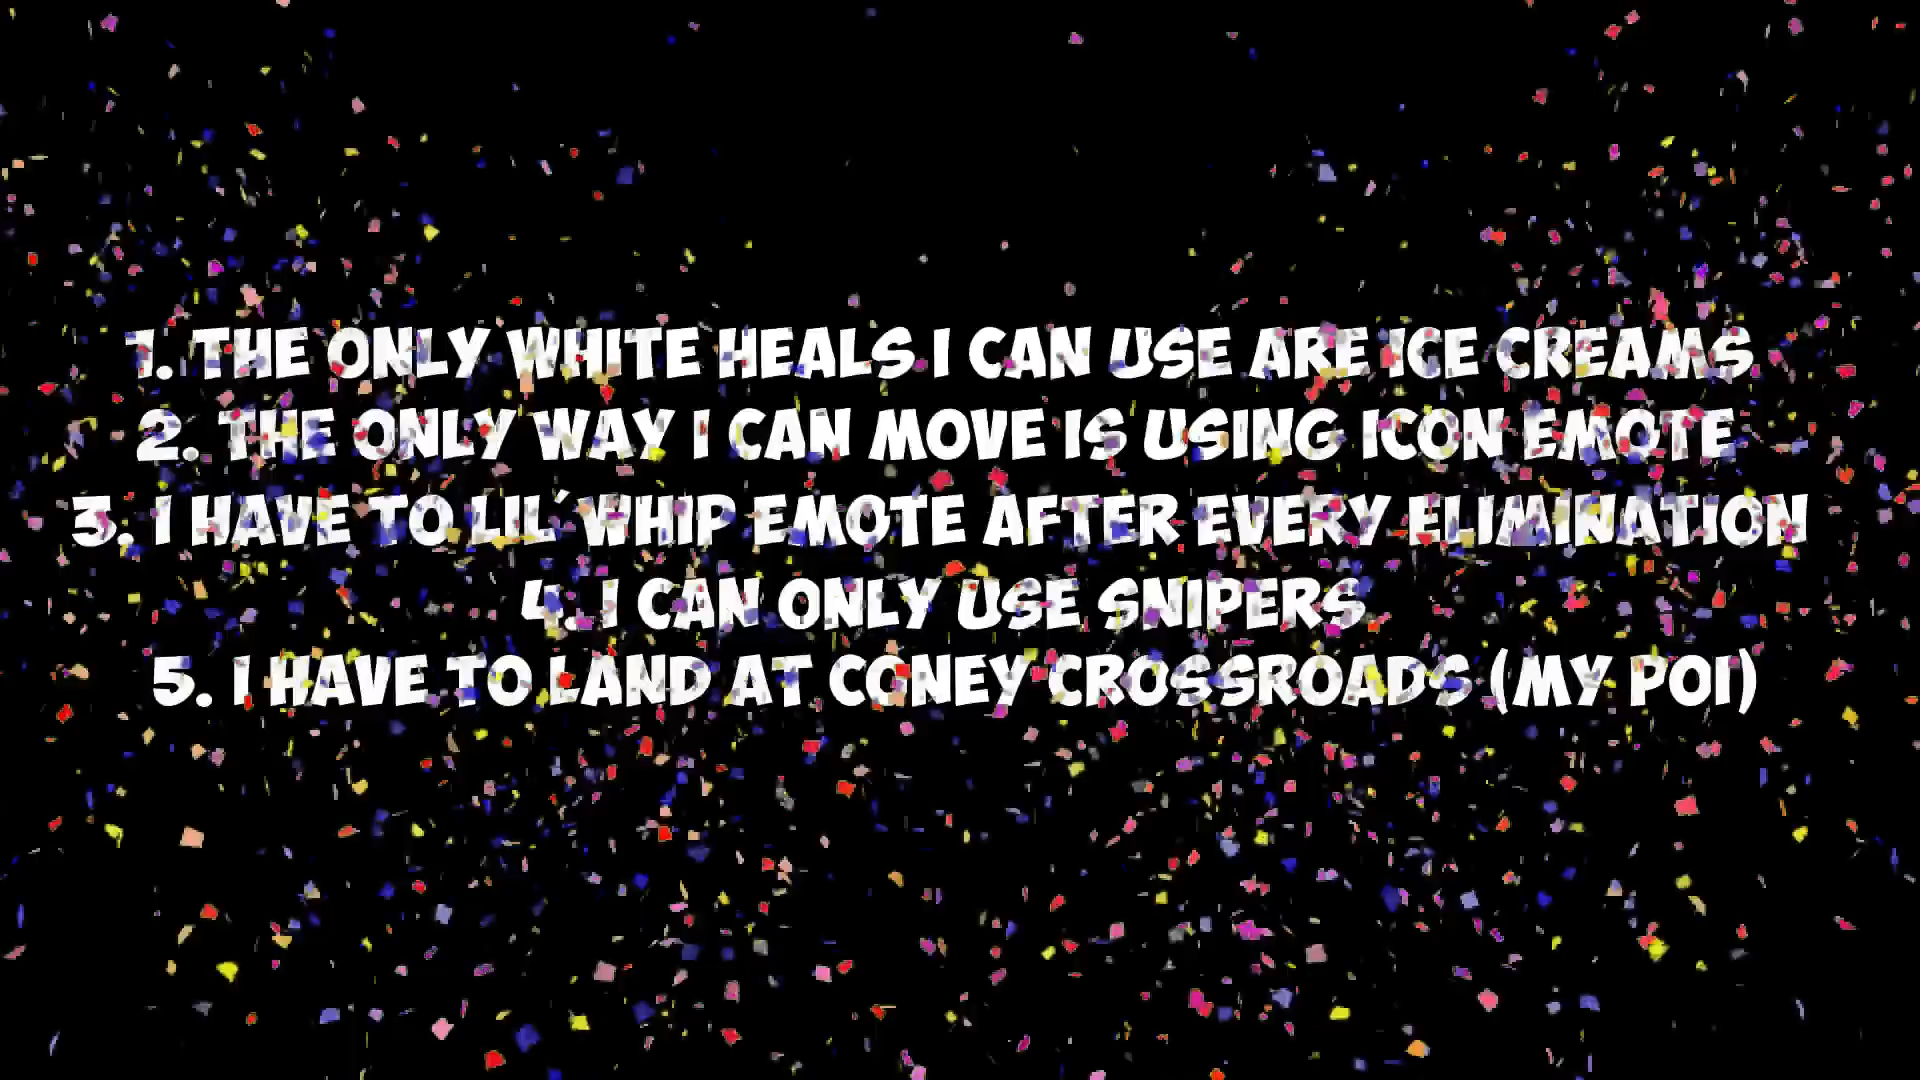 1. THE ONLY WHITE HEALS I CAN USE ARE ICE CREAMS
2. THE ONLY WAY I CAN MOVE IS USING ICON EMOTE
3. I HAVE TO LIL'WHIP EMOTE AFTER EVERY ELIMINATION
4. I CAN ONLY USE SNIPERS
5. I HAVE TO LAND AT CONEY CROSSROADS (MY POI)